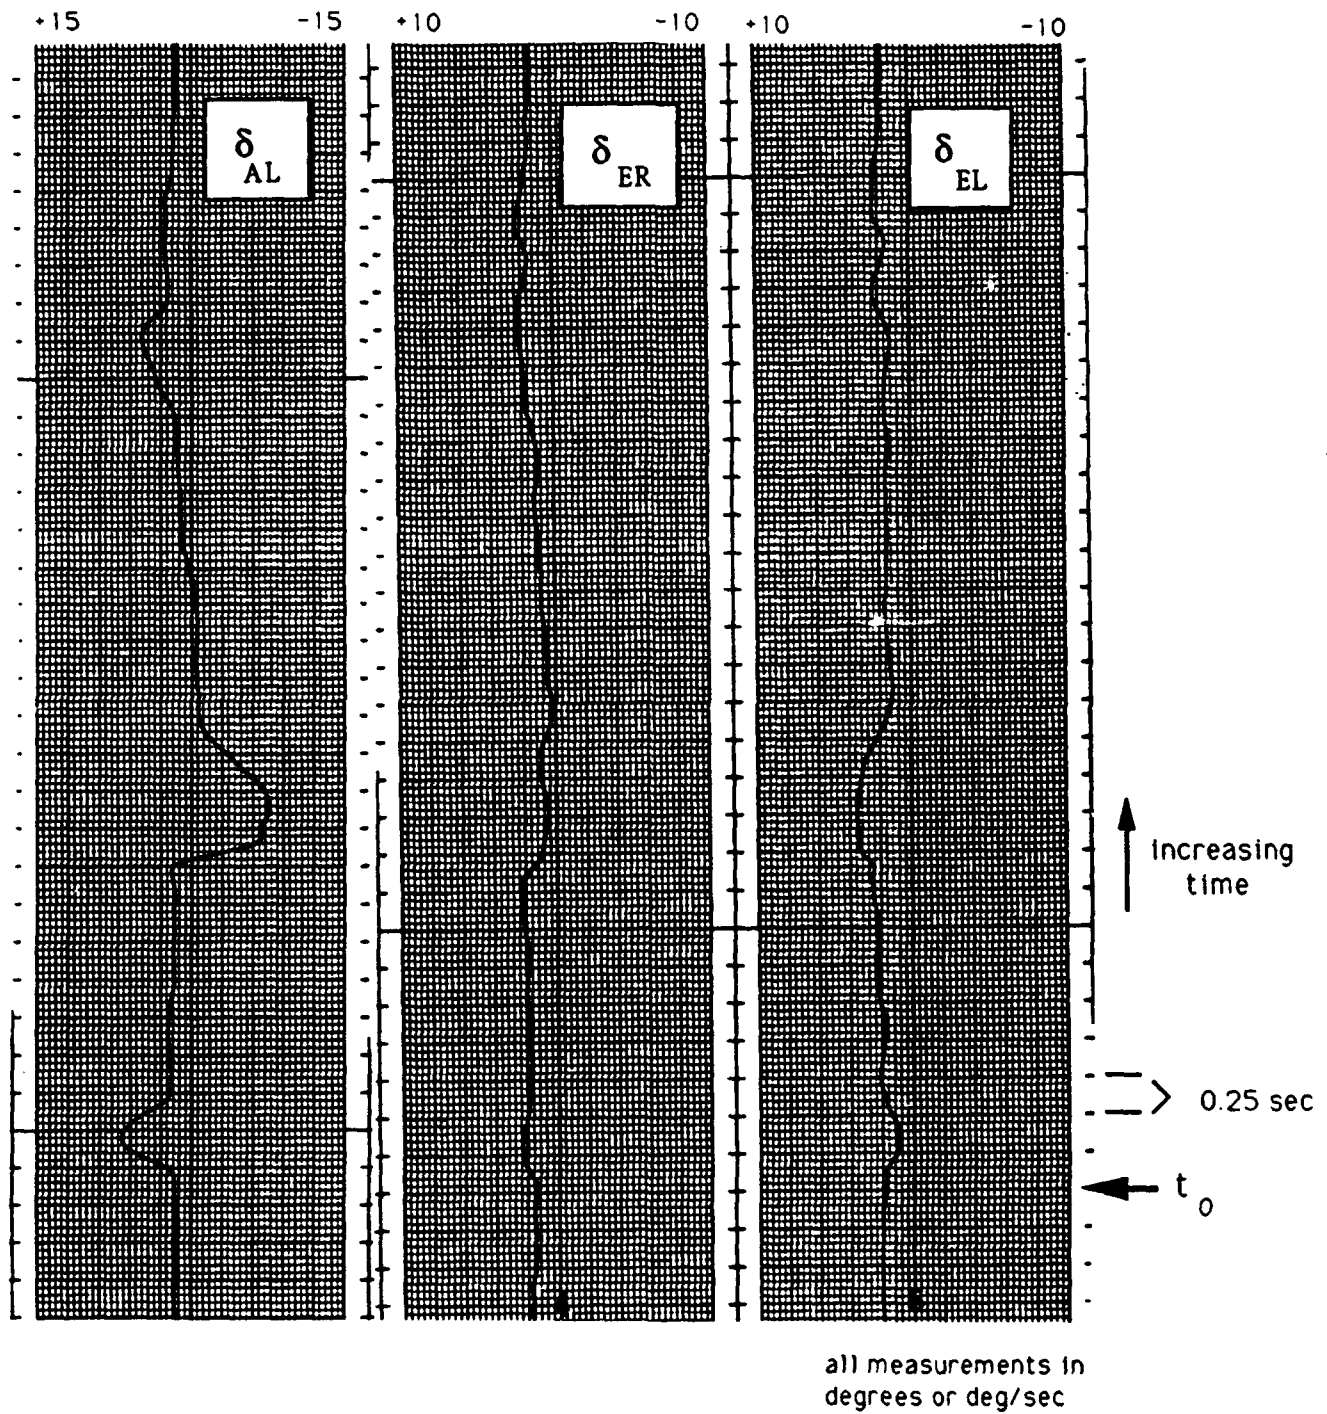 +15 -15 +10 -10 +10 -10
δ AL
δ ER
δ EL
increasing
time
0.25 sec
t 0
all measurements in
degrees or deg/sec